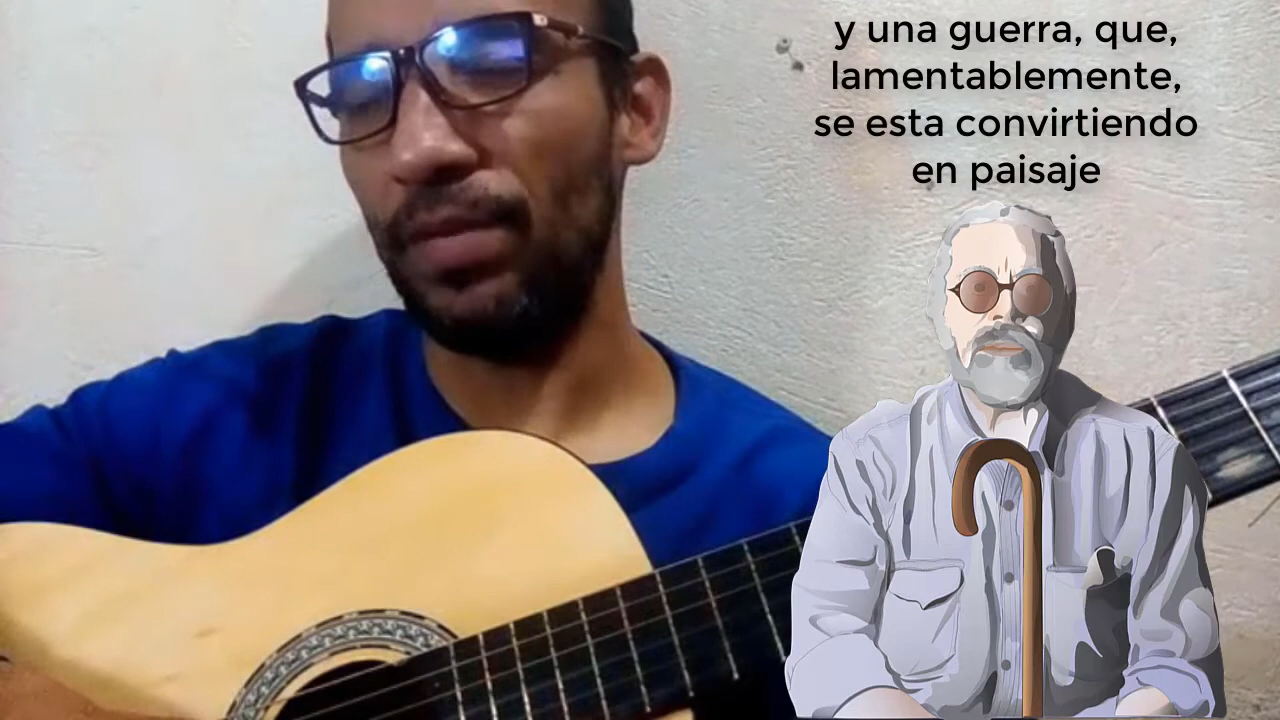 y una guerra, que,
lamentablemente,
se esta convirtiendo
en paisaje